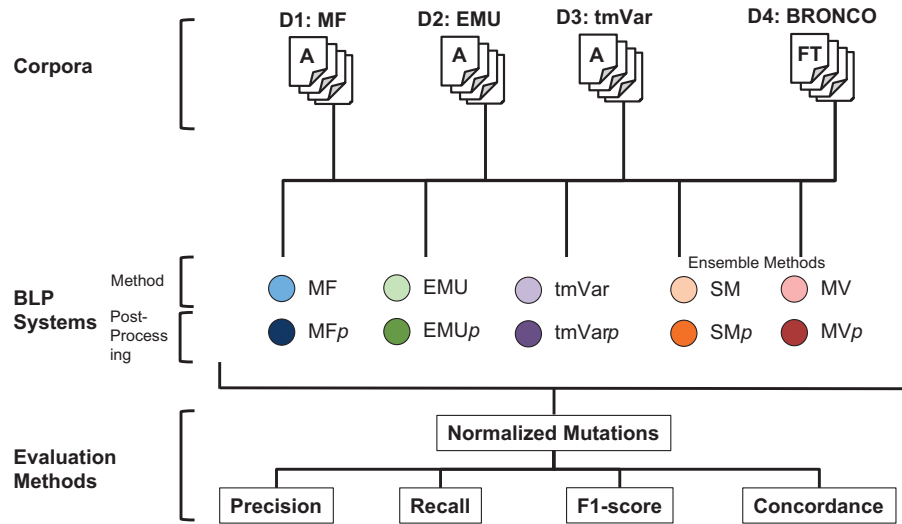 D1: MF
D2: EMU
D3: tmVar
D4: BRONCO
Corpora
A
A
A
FT
Ensemble Methods
Method
MF
EMU
tmVar
SM
MV
BLP
Systems
Post-
Process
ing
MFp
EMUp
tmVarp
SMp
MVp
Normalized Mutations
Evaluation
Methods
Precision
Recall
F1-score
Concordance